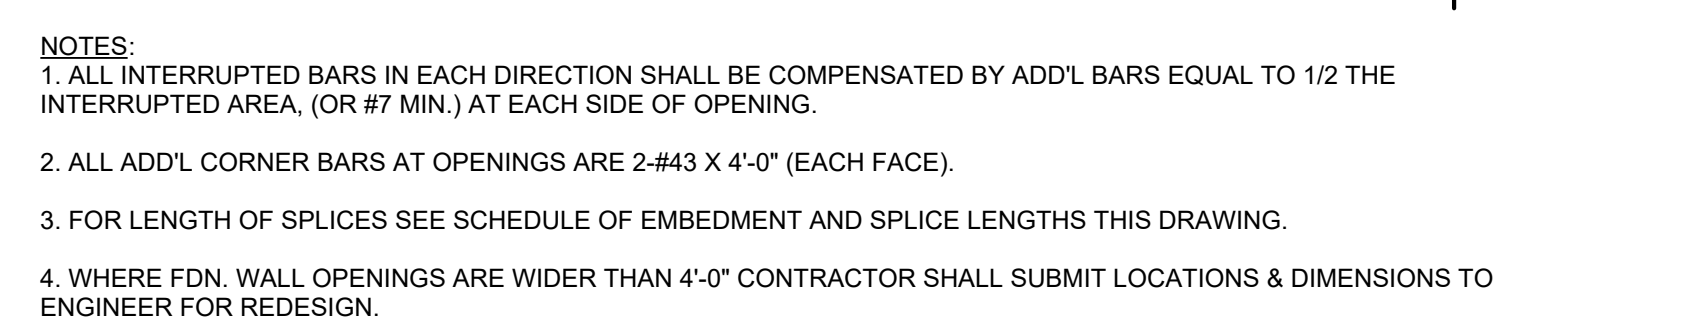 NOTES:
1. ALL INTERRUPTED BARS IN EACH DIRECTION SHALL BE COMPENSATED BY ADD'L BARS EQUAL TO 1/2 THE
INTERRUPTED AREA, (OR #7 MIN.) AT EACH SIDE OF OPENING.
2. ALL ADD'L CORNER BARS AT OPENINGS ARE 2-#43 X 4'-0" (EACH FACE).
3. FOR LENGTH OF SPLICES SEE SCHEDULE OF EMBEDMENT AND SPLICE LENGTHS THIS DRAWING.
4. WHERE FDN. WALL OPENINGS ARE WIDER THAN 4'-0" CONTRACTOR SHALL SUBMIT LOCATIONS & DIMENSIONS TO
ENGINEER FOR REDESIGN.